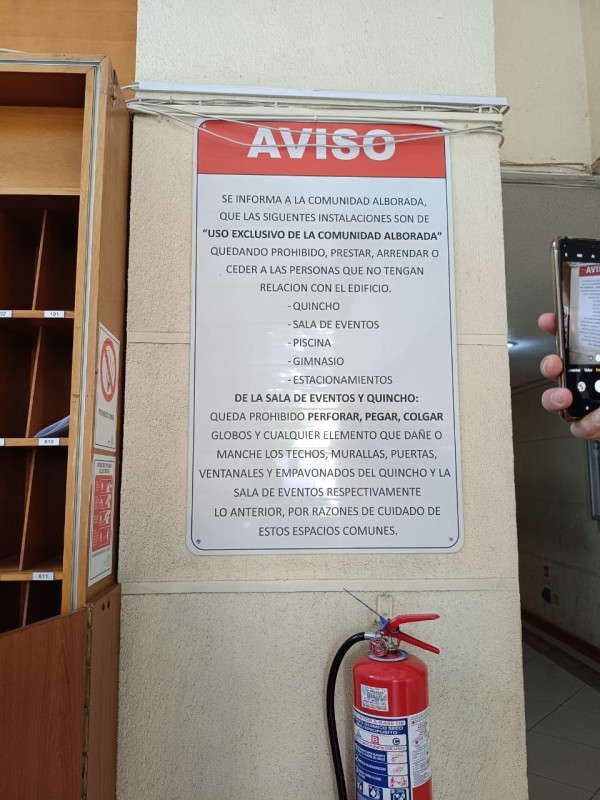 AVISO
SE INFORMA A LA COMUNIDAD ALBORADA,
QUE LAS SIGUENTES INSTALACIONES SON DE
“USO EXCLUSIVO DE LA COMUNIDAD ALBORADA”
QUEDANDO PROHIBIDO, PRESTAR, ARRENDAR O
CEDER A LAS PERSONAS QUE NO TENGAN
RELACION CON EL EDIFICIO.
-QUINCHO
-SALA DE EVENTOS
-PISCINA
-GIMNASIO
-ESTACIONAMIENTOS
DE LA SALA DE EVENTOS Y QUINCHO:
QUEDA PROHIBIDO PERFORAR, PEGAR, COLGAR
GLOBOS Y CUALQUIER ELEMENTO QUE DAÑE O
MANCHE LOS TECHOS, MURALLAS, PUERTAS,
VENTANALES Y EMPAVONADOS DEL QUINCHO Y LA
SALA DE EVENTOS RESPECTIVAMENTE
LO ANTERIOR, POR RAZONES DE CUIDADO DE
ESTOS ESPACIOS COMUNES.
101
810
611
B C